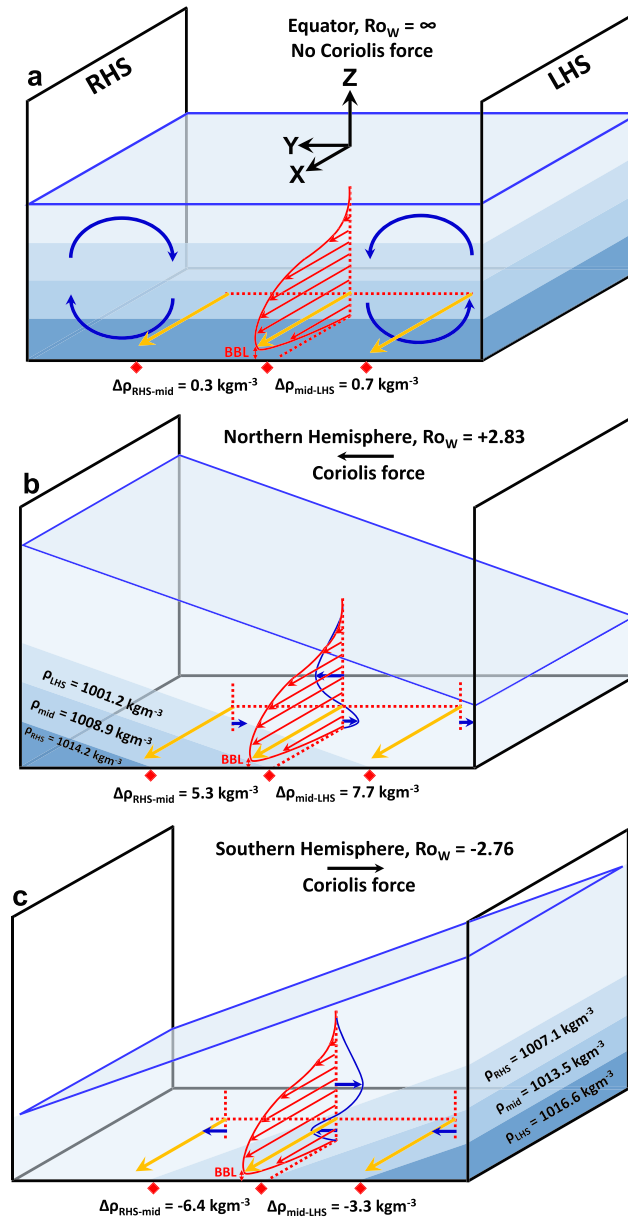 Equator, Ro_W = ∞
No Coriolis force
a
RHS
LHS
Z
Y
X
BBL
Δρ_RHS-mid = 0.3 kgm⁻³ Δρ_mid-LHS = 0.7 kgm⁻³
Northern Hemisphere, Ro_W = +2.83
Coriolis force
b
ρ_LHS = 1001.2 kgm⁻³
ρ_mid = 1008.9 kgm⁻³
ρ_RHS = 1014.2 kgm⁻³
BBL
Δρ_RHS-mid = 5.3 kgm⁻³ Δρ_mid-LHS = 7.7 kgm⁻³
Southern Hemisphere, Ro_W = -2.76
Coriolis force
c
ρ_RHS = 1007.1 kgm⁻³
ρ_mid = 1013.5 kgm⁻³
ρ_LHS = 1016.6 kgm⁻³
BBL
Δρ_RHS-mid = -6.4 kgm⁻³ Δρ_mid-LHS = -3.3 kgm⁻³